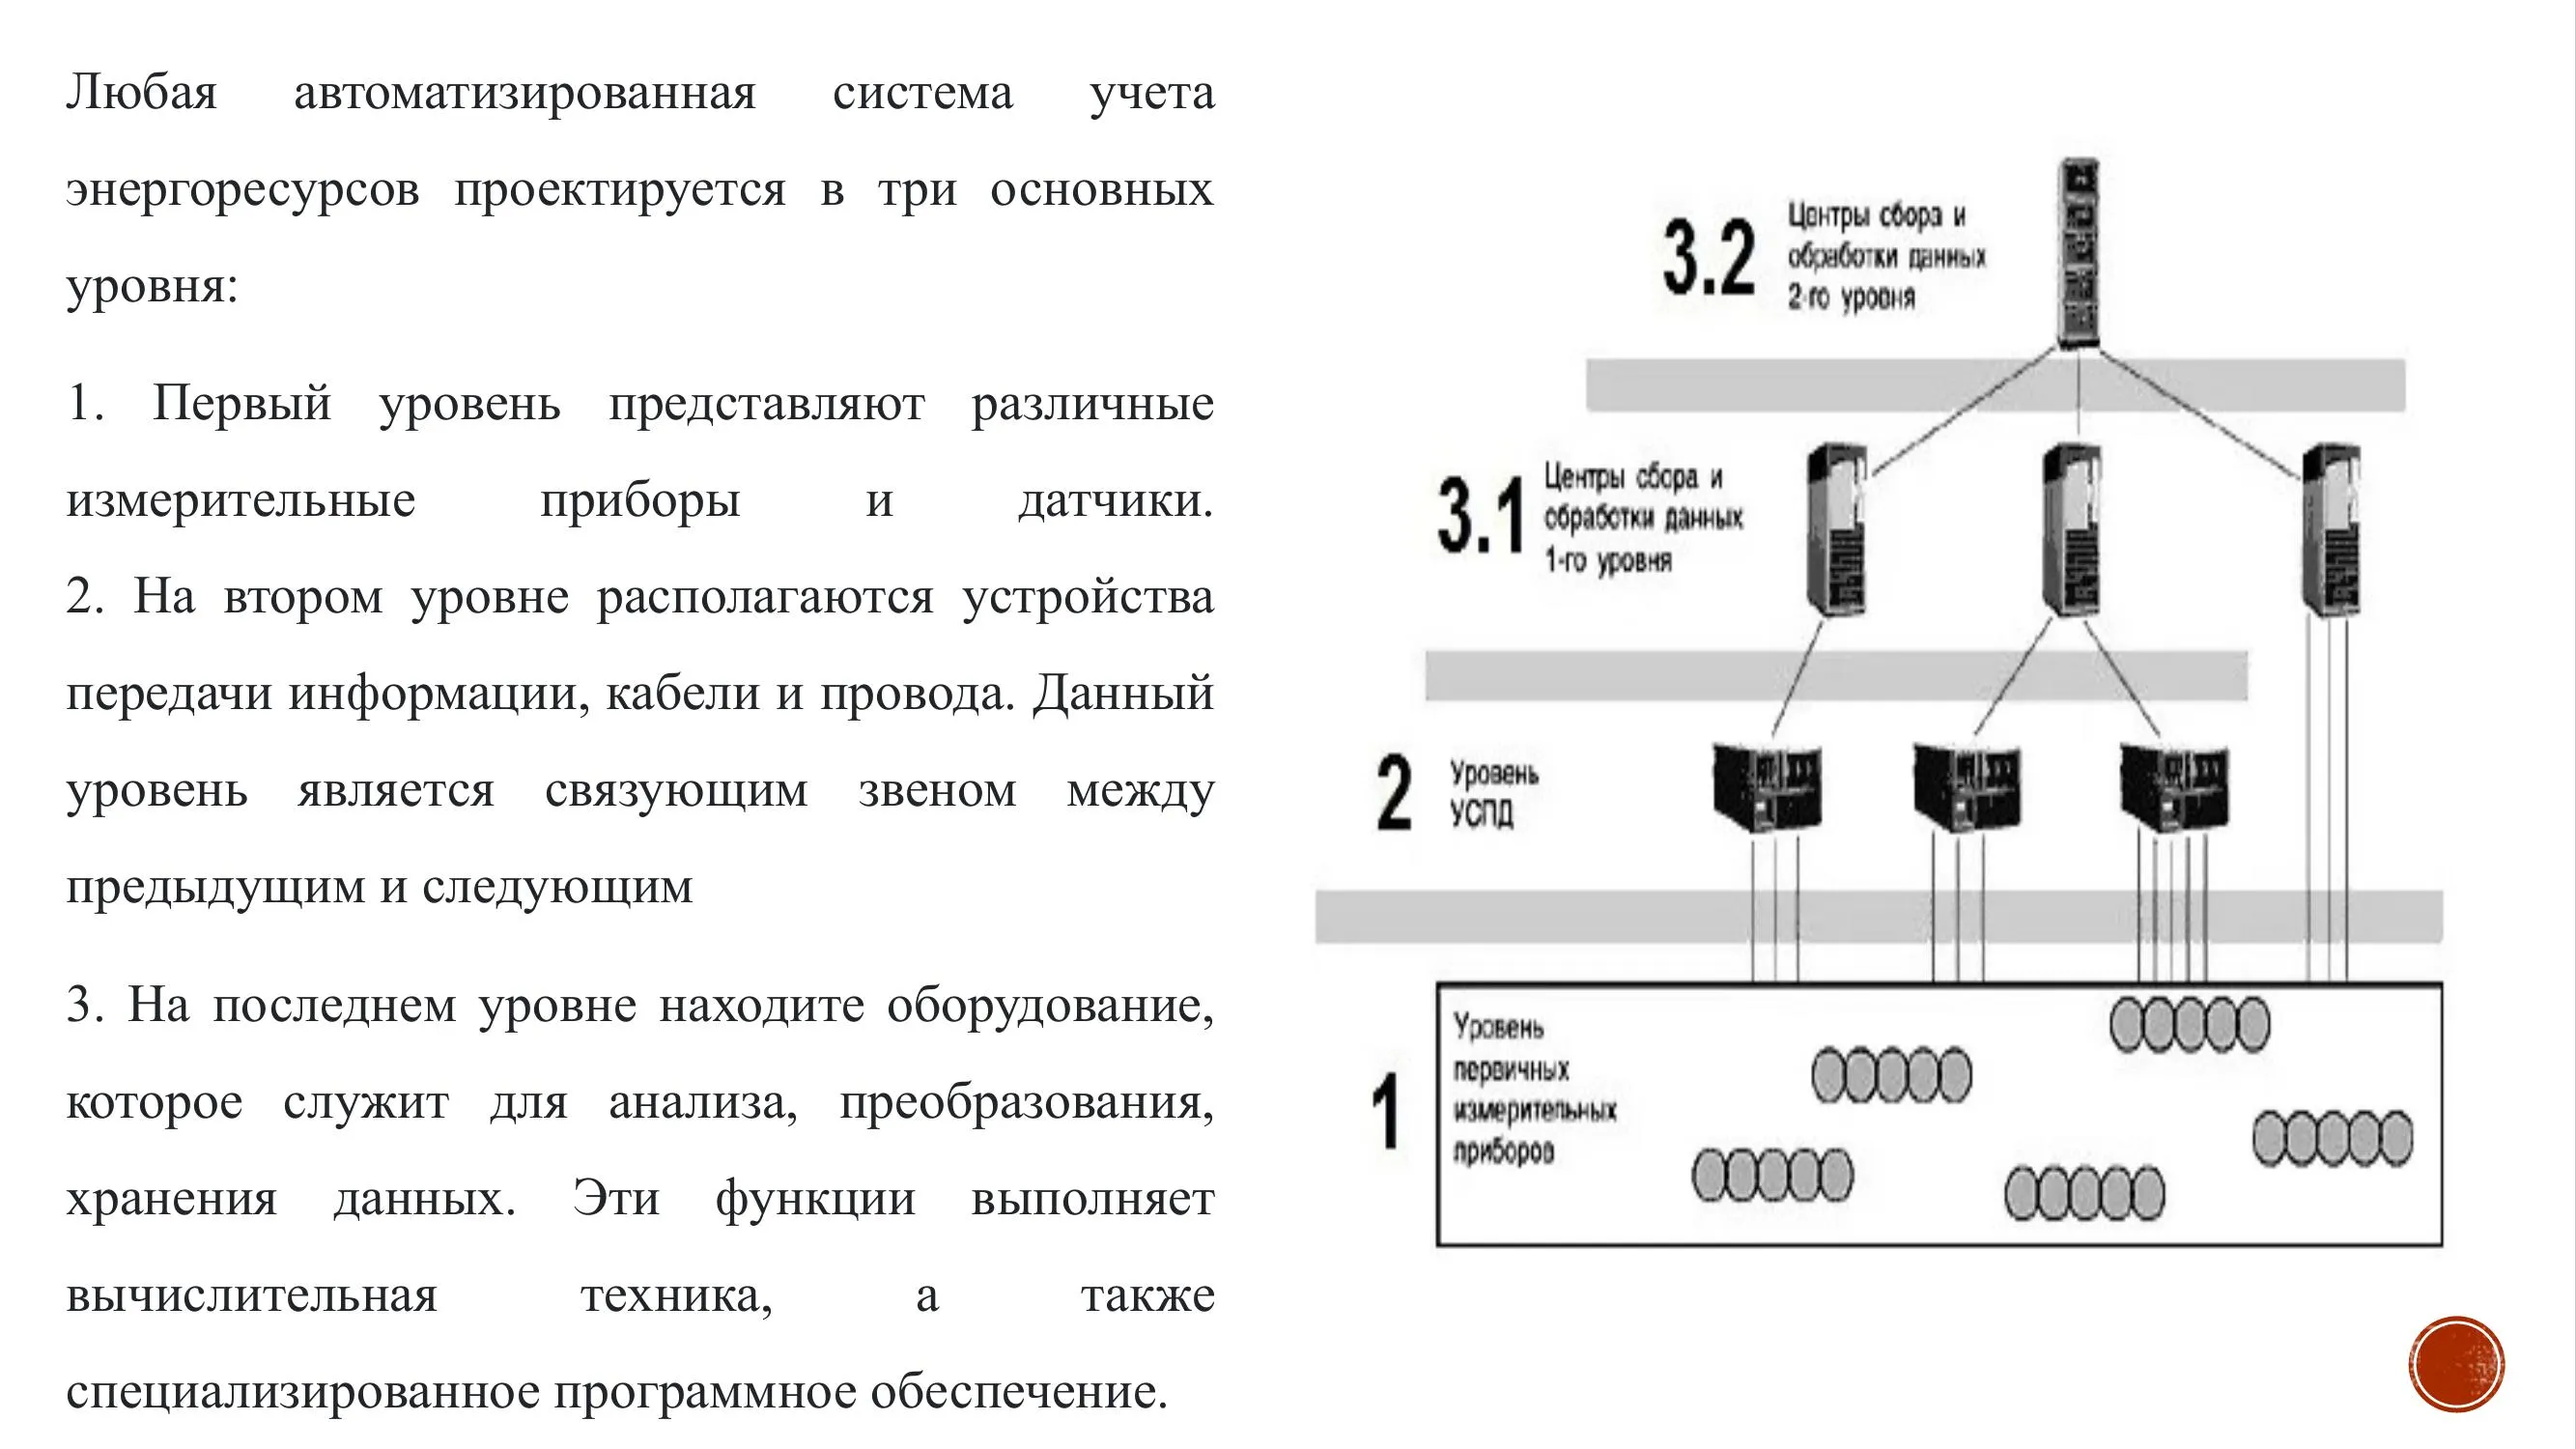 Любая автоматизированная система учета
энергоресурсов проектируется в три основных
уровня:
1. Первый уровень представляют различные
измерительные приборы и датчики.
2. На втором уровне располагаются устройства
передачи информации, кабели и провода. Данный
уровень является связующим звеном между
предыдущим и следующим
3. На последнем уровне находите оборудование,
которое служит для анализа, преобразования,
хранения данных. Эти функции выполняет
вычислительная техника, а также
специализированное программное обеспечение.
3.2
Центры сбора и
обработки данных
2-го уровня
3.1
Центры сбора и
обработки данных
1-го уровня
2
Уровень
УСПД
1
Уровень
первичных
измерительных
приборов